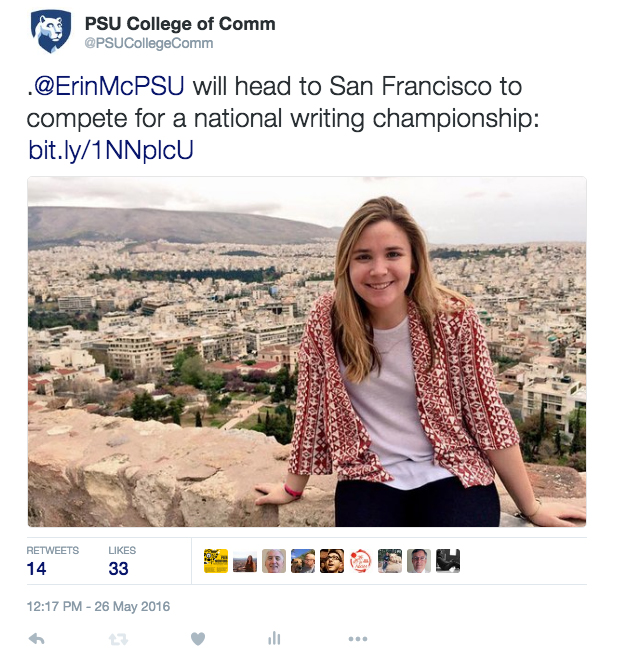 PSU College of Comm
@PSUCollegeComm
.@ErinMcPSU will head to San Francisco to
compete for a national writing championship:
bit.ly/1NNplcU
RETWEETS LIKES
14 33
12:17 PM - 26 May 2016